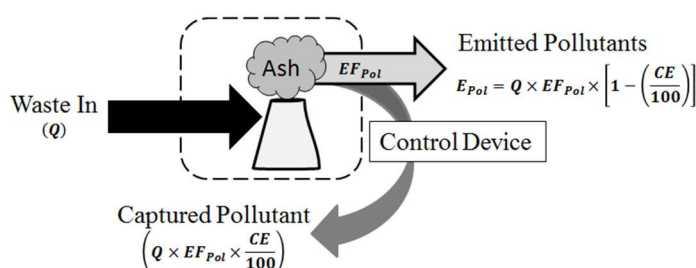 Emitted Pollutants
Ash
EF_Pol
E_Pol = Q × EF_Pol × [1 − (CE/100)]
Waste In
(Q)
Control Device
Captured Pollutant
(Q × EF_Pol × CE/100)